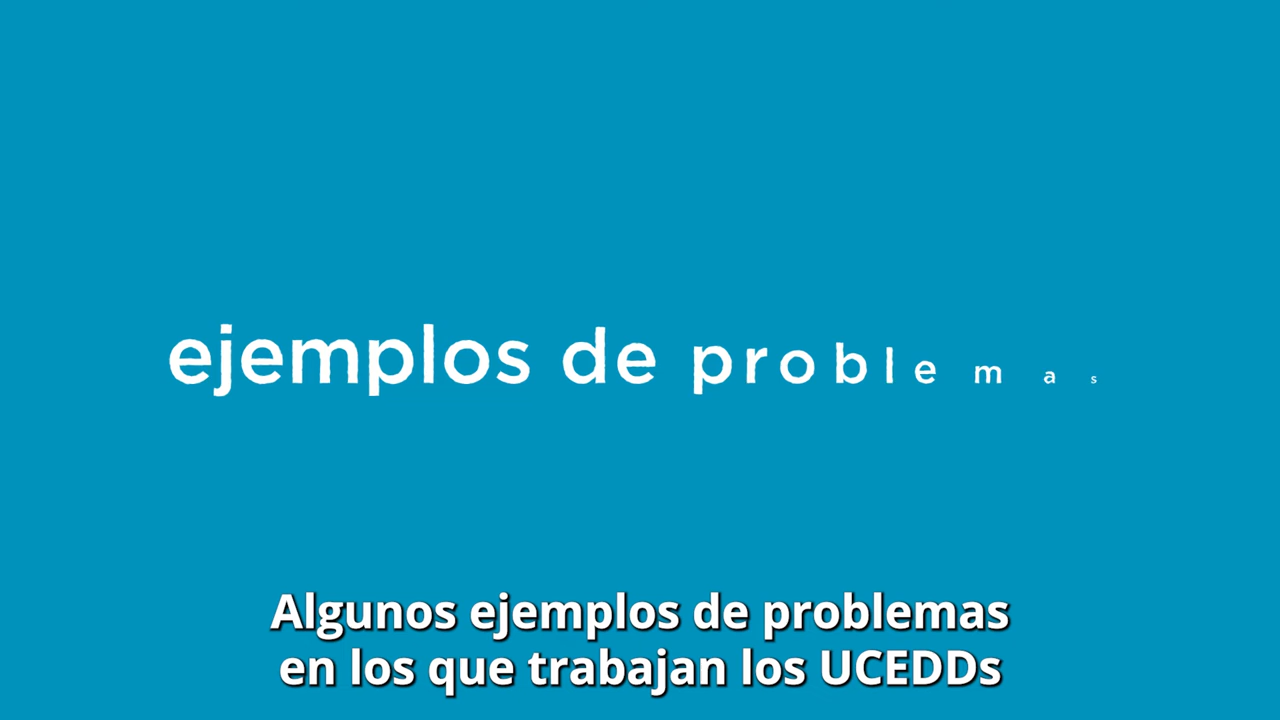 ejemplos de problemas
Algunos ejemplos de problemas
en los que trabajan los UCEDDs